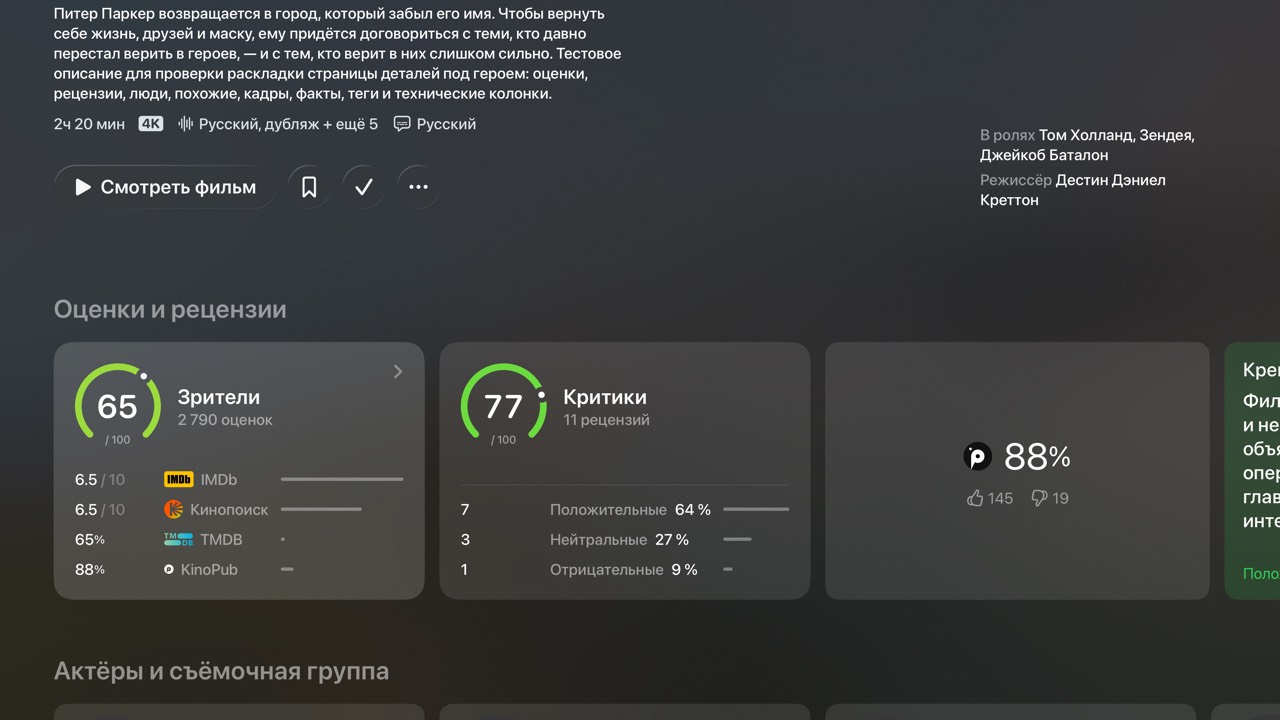 Питер Паркер возвращается в город, который забыл его имя. Чтобы вернуть
себе жизнь, друзей и маску, ему придётся договориться с теми, кто давно
перестал верить в героев, — и с тем, кто верит в них слишком сильно. Тестовое
описание для проверки раскладки страницы деталей под героем: оценки,
рецензии, люди, похожие, кадры, факты, теги и технические колонки.
2ч 20 мин 4K Русский, дубляж + ещё 5 Русский
В ролях Том Холланд, Зендея,
Джейкоб Баталон
Режиссёр Дестин Дэниел
Креттон
Смотреть фильм
Оценки и рецензии
65
/ 100
Зрители
2 790 оценок
6.5 / 10 IMDb IMDb
6.5 / 10 Кинопоиск
65% TMDB TMDB
88% KinoPub
77
/ 100
Критики
11 рецензий
7 Положительные 64 %
3 Нейтральные 27 %
1 Отрицательные 9 %
88%
145 19
Актёры и съёмочная группа